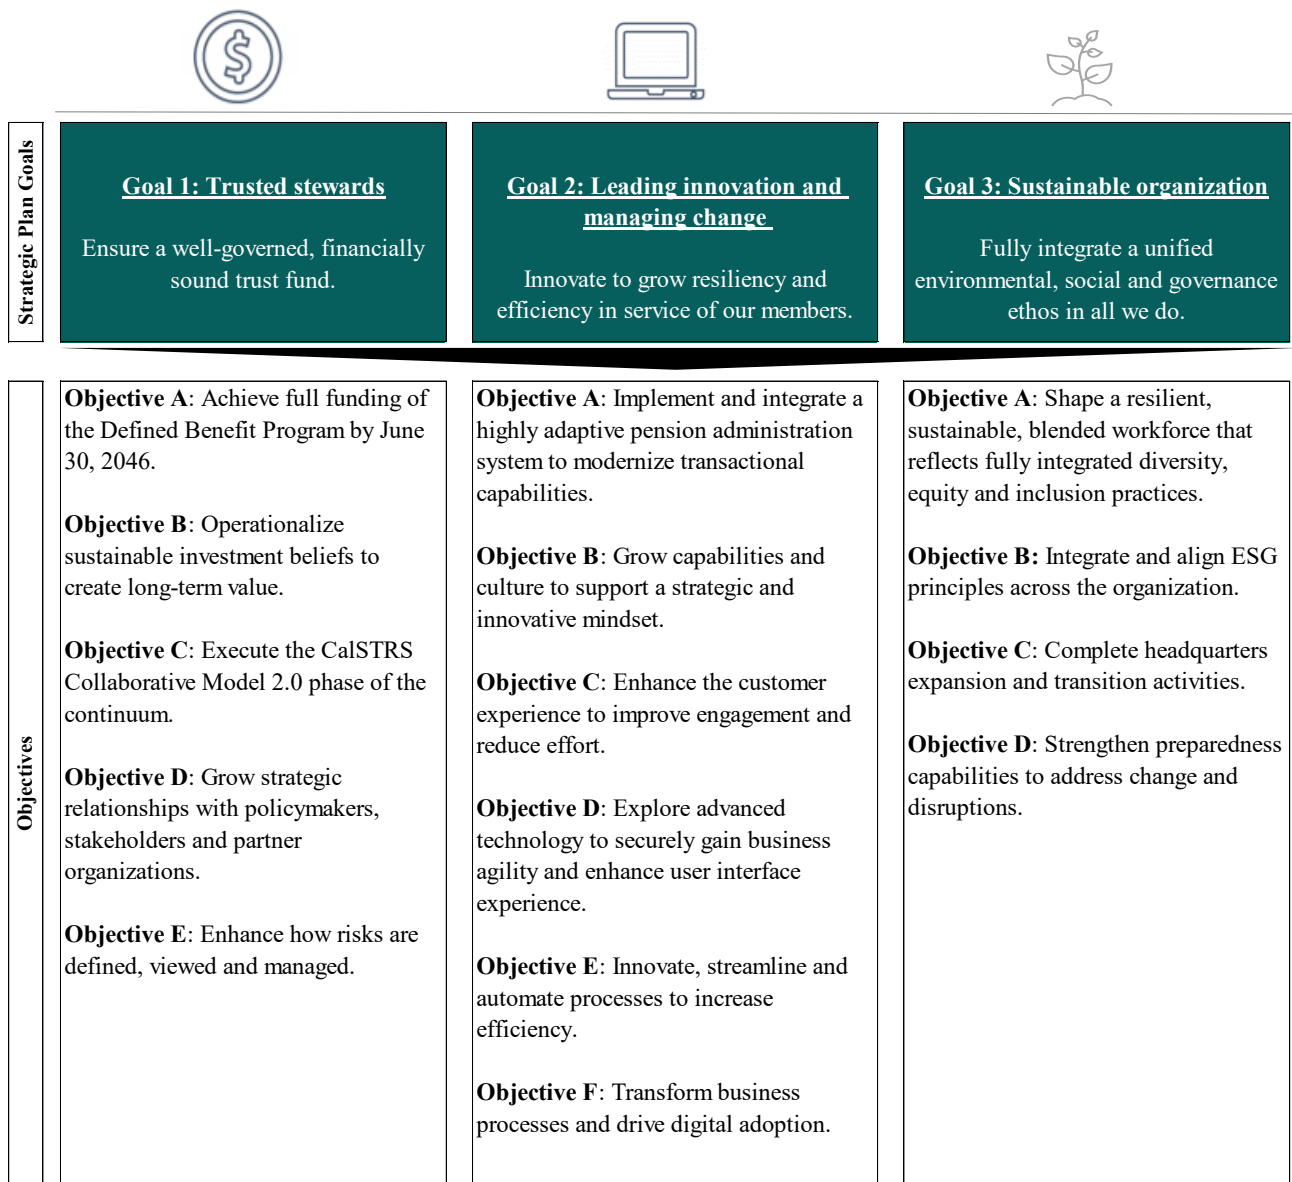 Strategic Plan Goals
Goal 1: Trusted stewards
Ensure a well-governed, financially
sound trust fund.
Goal 2: Leading innovation and
managing change
Innovate to grow resiliency and
efficiency in service of our members.
Goal 3: Sustainable organization
Fully integrate a unified
environmental, social and governance
ethos in all we do.
Objectives
Objective A: Achieve full funding of
the Defined Benefit Program by June
30, 2046.
Objective B: Operationalize
sustainable investment beliefs to
create long-term value.
Objective C: Execute the CalSTRS
Collaborative Model 2.0 phase of the
continuum.
Objective D: Grow strategic
relationships with policymakers,
stakeholders and partner
organizations.
Objective E: Enhance how risks are
defined, viewed and managed.
Objective A: Implement and integrate a
highly adaptive pension administration
system to modernize transactional
capabilities.
Objective B: Grow capabilities and
culture to support a strategic and
innovative mindset.
Objective C: Enhance the customer
experience to improve engagement and
reduce effort.
Objective D: Explore advanced
technology to securely gain business
agility and enhance user interface
experience.
Objective E: Innovate, streamline and
automate processes to increase
efficiency.
Objective F: Transform business
processes and drive digital adoption.
Objective A: Shape a resilient,
sustainable, blended workforce that
reflects fully integrated diversity,
equity and inclusion practices.
Objective B: Integrate and align ESG
principles across the organization.
Objective C: Complete headquarters
expansion and transition activities.
Objective D: Strengthen preparedness
capabilities to address change and
disruptions.